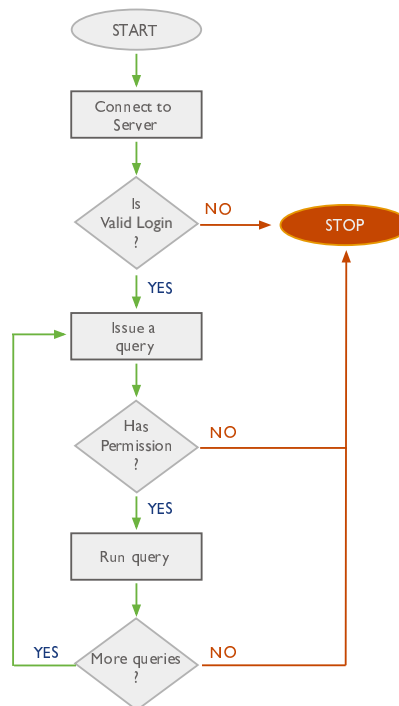 START
Connect to
Server
Is
Valid Login
?
NO
STOP
YES
Issue a
query
Has
Permission
?
NO
YES
Run query
YES
More queries
?
NO